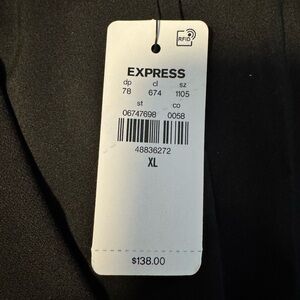 RFID
EXPRESS
dp cl sz
78 674 1105
st co
06747698 0058
48836272
XL
$138.00